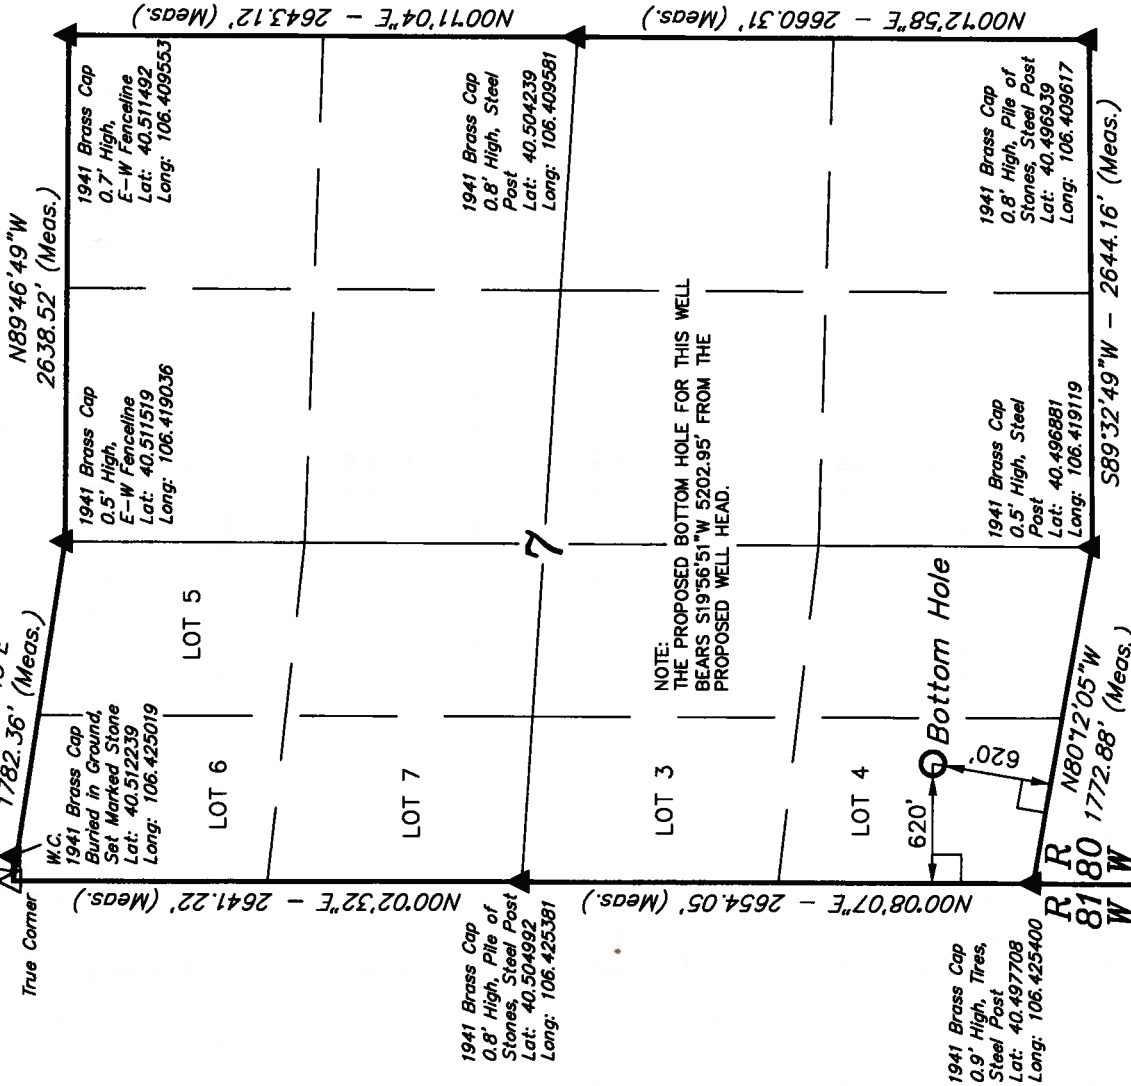 N89°46'49"W
2638.52' (Meas.)
1782.36' (Meas.)
True Corner
W.C.
1941 Brass Cap
Buried in Ground,
Set Marked Stone
Lat: 40.512239
Long: 106.425019
1941 Brass Cap
0.5' High,
E-W Fenceline
Lat: 40.511519
Long: 106.419036
1941 Brass Cap
0.7' High,
E-W Fenceline
Lat: 40.511492
Long: 106.409553
N00°11'04"E - 2643.12' (Meas.)
LOT 5
LOT 6
LOT 7
N00°02'32"E - 2641.22' (Meas.)
1941 Brass Cap
0.8' High, Pile of
Stones, Steel Post
Lat: 40.504992
Long: 106.425381
7
1941 Brass Cap
0.8' High, Steel
Post
Lat: 40.504239
Long: 106.409581
N00°12'58"E - 2660.31' (Meas.)
NOTE:
THE PROPOSED BOTTOM HOLE FOR THIS WELL
BEARS S19°56'51"W 5202.95' FROM THE
PROPOSED WELL HEAD.
LOT 3
LOT 4
N00°08'07"E - 2654.05' (Meas.)
620'
Bottom Hole
620'
1941 Brass Cap
0.9' High, Tires,
Steel Post
Lat: 40.497708
Long: 106.425400
1941 Brass Cap
0.5' High, Steel
Post
Lat: 40.496881
Long: 106.419119
1941 Brass Cap
0.8' High, Pile of
Stones, Steel Post
Lat: 40.496939
Long: 106.409617
N80°12'05"W
1772.88' (Meas.)
S89°32'49"W - 2644.16' (Meas.)
R R
81 80
W W